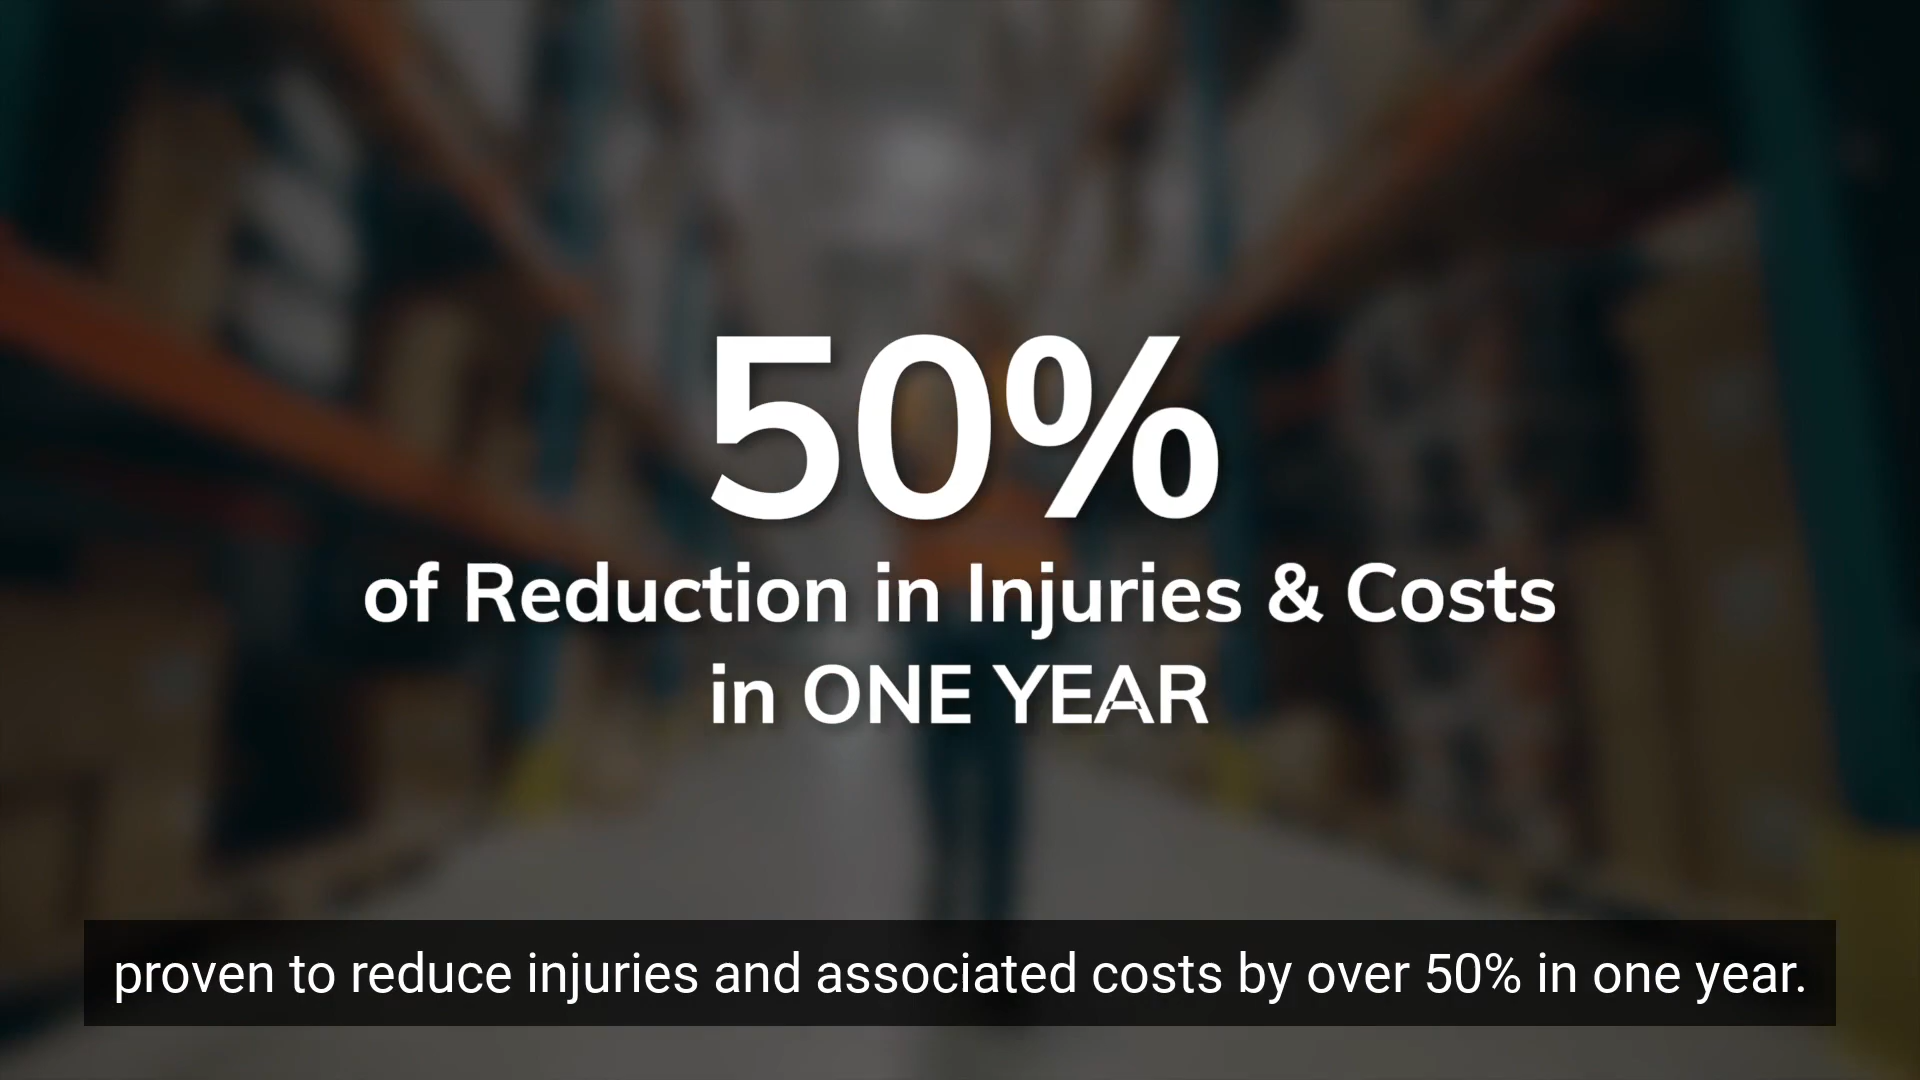 50%
of Reduction in Injuries & Costs
in ONE YEAR
proven to reduce injuries and associated costs by over 50% in one year.